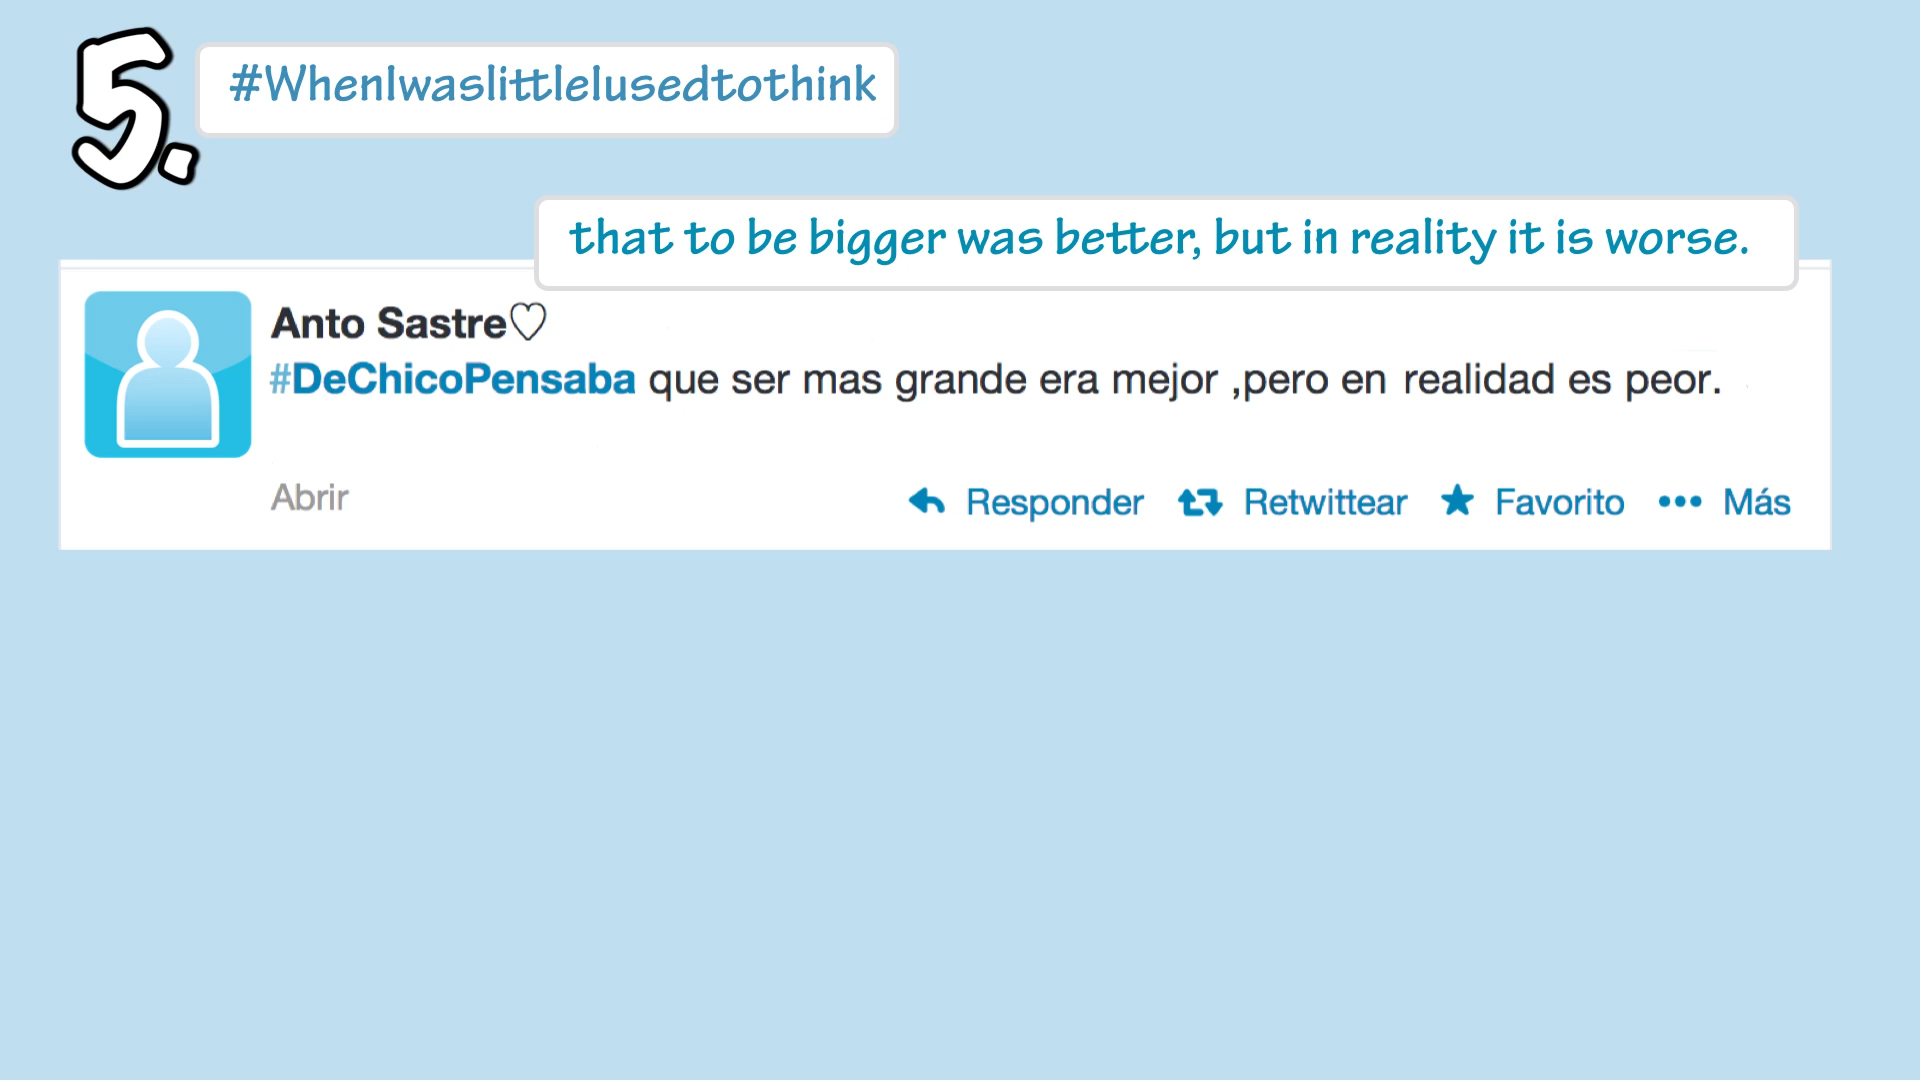 5.
#WhenIwaslittleIusedtothink
that to be bigger was better, but in reality it is worse.
Anto Sastre♡
#DeChicoPensaba que ser mas grande era mejor ,pero en realidad es peor.
Abrir Responder Retwittear Favorito Más